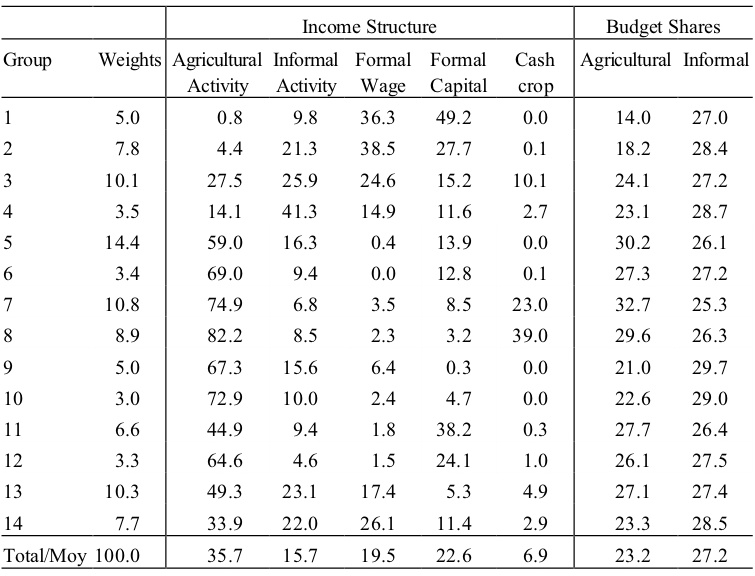 Income Structure Budget Shares
Group Weights Agricultural Informal Formal Formal Cash Agricultural Informal
Activity Activity Wage Capital crop
1 5.0 0.8 9.8 36.3 49.2 0.0 14.0 27.0
2 7.8 4.4 21.3 38.5 27.7 0.1 18.2 28.4
3 10.1 27.5 25.9 24.6 15.2 10.1 24.1 27.2
4 3.5 14.1 41.3 14.9 11.6 2.7 23.1 28.7
5 14.4 59.0 16.3 0.4 13.9 0.0 30.2 26.1
6 3.4 69.0 9.4 0.0 12.8 0.1 27.3 27.2
7 10.8 74.9 6.8 3.5 8.5 23.0 32.7 25.3
8 8.9 82.2 8.5 2.3 3.2 39.0 29.6 26.3
9 5.0 67.3 15.6 6.4 0.3 0.0 21.0 29.7
10 3.0 72.9 10.0 2.4 4.7 0.0 22.6 29.0
11 6.6 44.9 9.4 1.8 38.2 0.3 27.7 26.4
12 3.3 64.6 4.6 1.5 24.1 1.0 26.1 27.5
13 10.3 49.3 23.1 17.4 5.3 4.9 27.1 27.4
14 7.7 33.9 22.0 26.1 11.4 2.9 23.3 28.5
Total/Moy 100.0 35.7 15.7 19.5 22.6 6.9 23.2 27.2